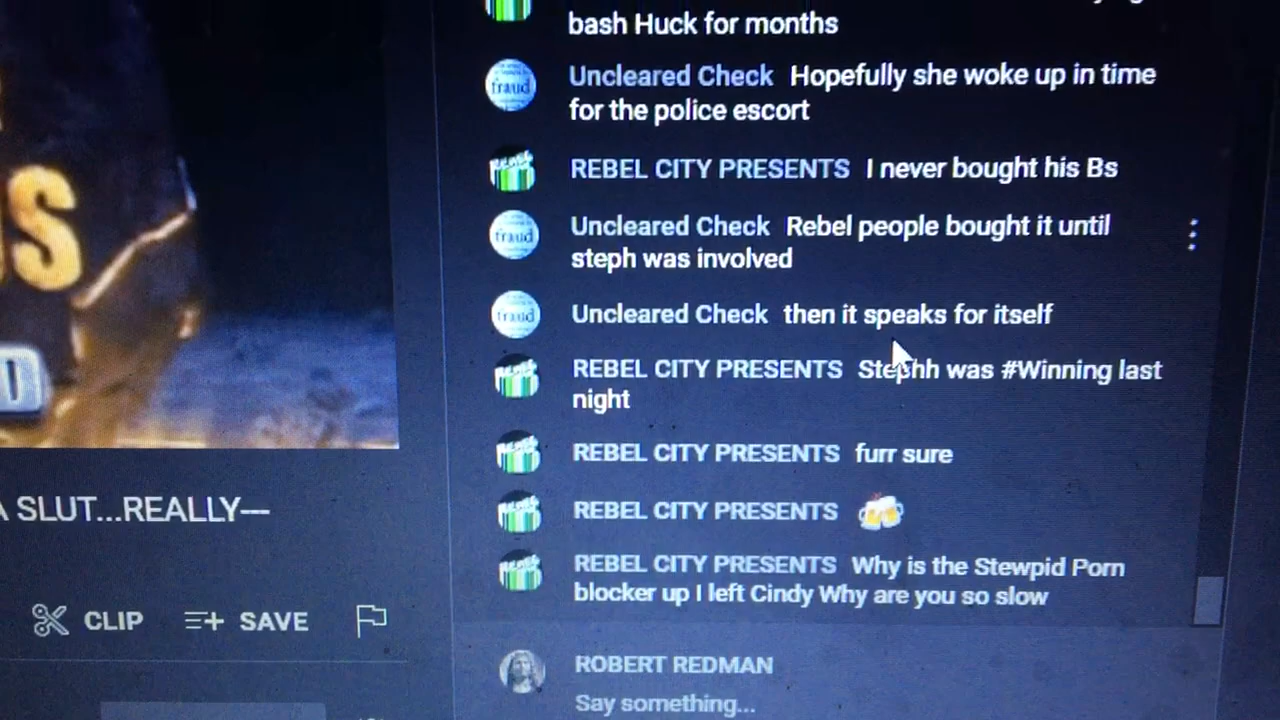 bash Huck for months
Uncleared Check Hopefully she woke up in time
for the police escort
REBEL CITY PRESENTS I never bought his Bs
Uncleared Check Rebel people bought it until
steph was involved
Uncleared Check then it speaks for itself
REBEL CITY PRESENTS Stephh was #Winning last
night
REBEL CITY PRESENTS furr sure
REBEL CITY PRESENTS
REBEL CITY PRESENTS Why is the Stewpid Porn
blocker up I left Cindy Why are you so slow
ROBERT REDMAN
Say something...
S
D
A SLUT...REALLY---
CLIP SAVE
fraud
fraud
fraud